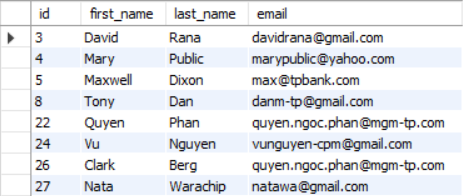 id first_name last_name email
3 David Rana davidrana@gmail.com
4 Mary Public marypublic@yahoo.com
5 Maxwell Dixon max@tpbank.com
8 Tony Dan danm-tp@gmail.com
22 Quyen Phan quyen.ngoc.phan@mgm-tp.com
24 Vu Nguyen vunguyen-cpm@gmail.com
26 Clark Berg quyen.ngoc.phan@mgm-tp.com
27 Nata Warachip natawa@gmail.com